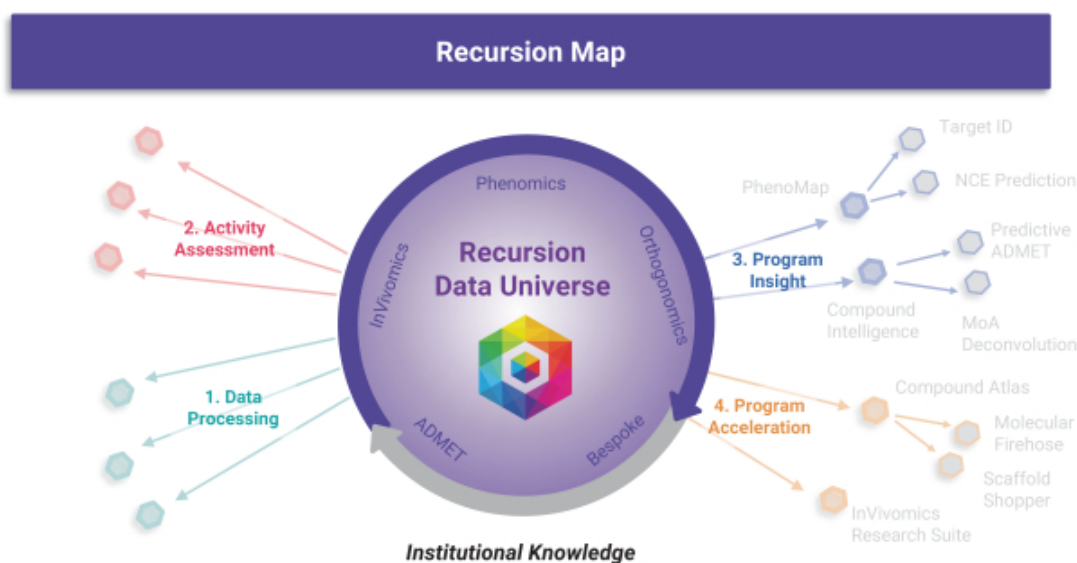 Recursion Map
Target ID
PhenoMap
NCE Prediction
Phenomics
2. Activity
Assessment
InVivomics
Recursion
Data Universe
Orthogonomics
3. Program
Insight
Predictive
ADMET
Compound
Intelligence
MoA
Deconvolution
1. Data
Processing
ADMET
Bespoke
4. Program
Acceleration
Compound Atlas
Molecular
Firehose
Scaffold
Shopper
InVivomics
Research Suite
Institutional Knowledge